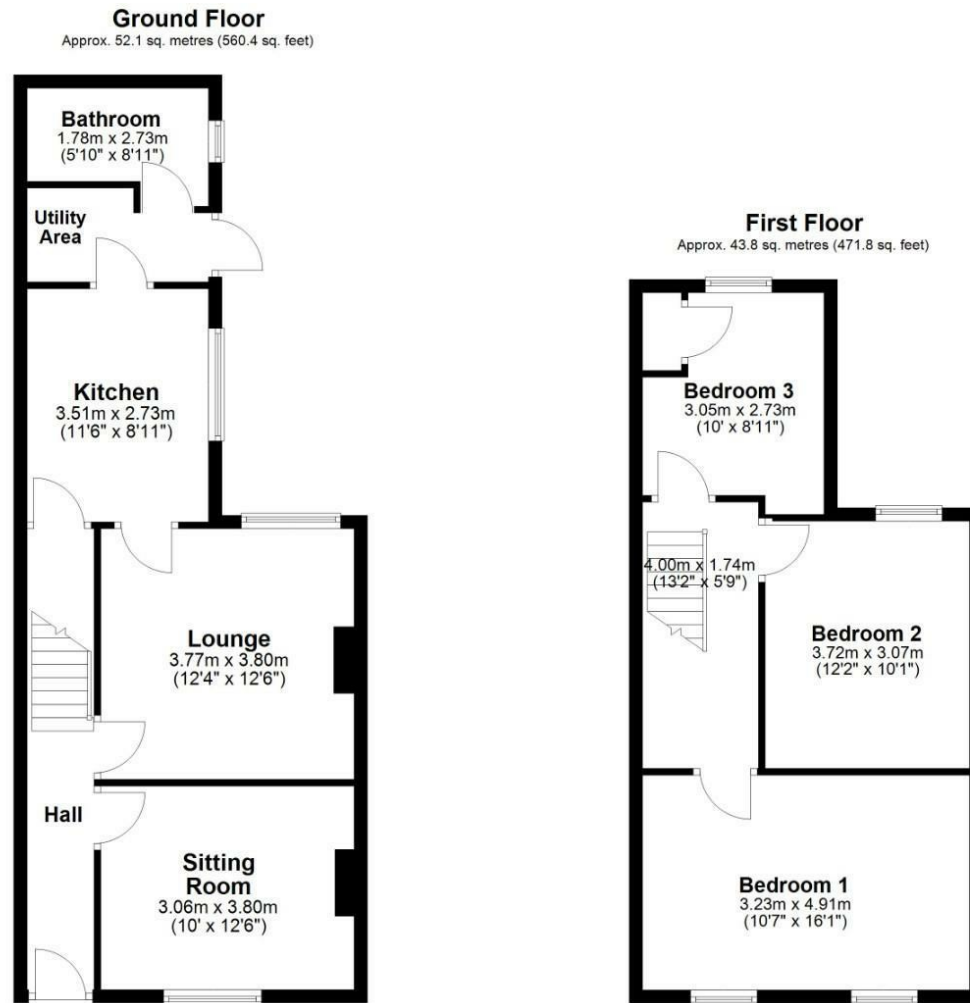 Ground Floor
Approx. 52.1 sq. metres (560.4 sq. feet)
Bathroom
1.78m x 2.73m
(5'10" x 8'11")
Utility
Area
Kitchen
3.51m x 2.73m
(11'6" x 8'11")
Lounge
3.77m x 3.80m
(12'4" x 12'6")
Hall
Sitting
Room
3.06m x 3.80m
(10' x 12'6")
First Floor
Approx. 43.8 sq. metres (471.8 sq. feet)
Bedroom 3
3.05m x 2.73m
(10' x 8'11")
4.00m x 1.74m
(13'2" x 5'9")
Bedroom 2
3.72m x 3.07m
(12'2" x 10'1")
Bedroom 1
3.23m x 4.91m
(10'7" x 16'1")